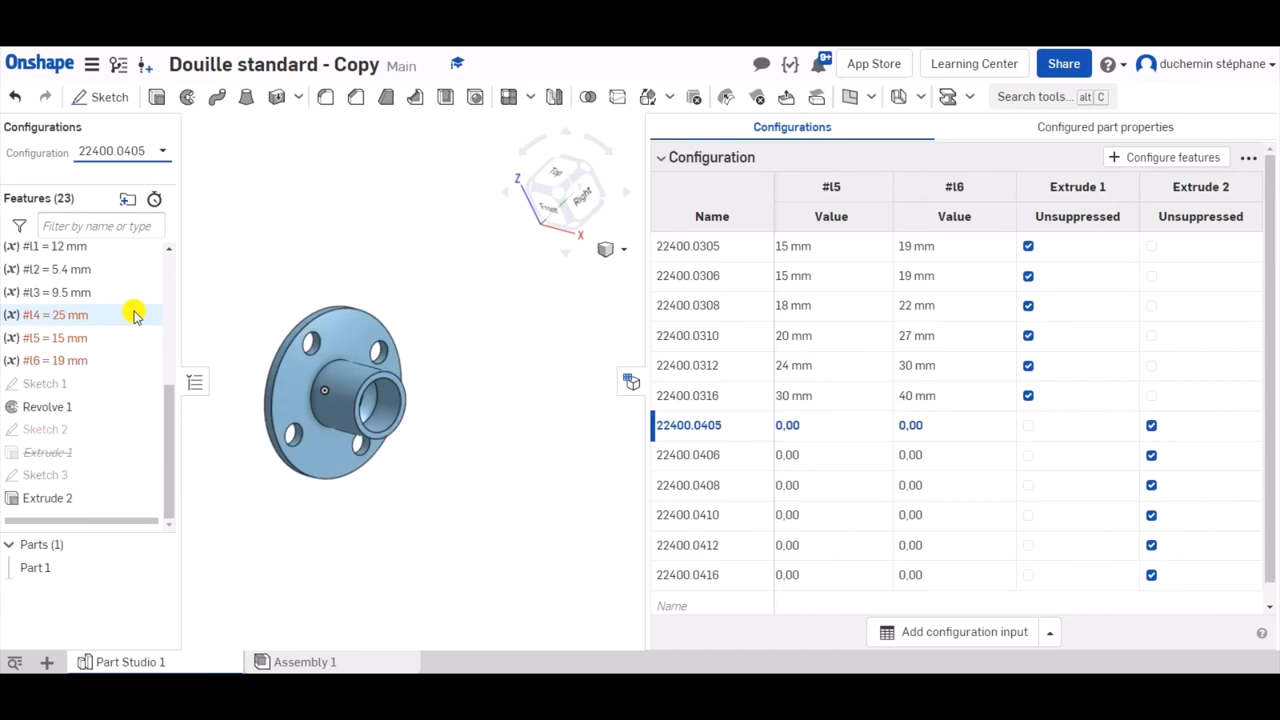 Onshape Douille standard - Copy Main 9+ App Store Learning Center Share duchemin stéphane
Sketch Search tools... alt C
Configurations
Configuration 22400.0405
Features (23)
Filter by name or type
(x) #l1 = 12 mm
(x) #l2 = 5.4 mm
(x) #l3 = 9.5 mm
(x) #l4 = 25 mm
(x) #l5 = 15 mm
(x) #l6 = 19 mm
Sketch 1
Revolve 1
Sketch 2
Extrude 1
Sketch 3
Extrude 2
Parts (1)
Part 1
Z
Top
Front
Right
X
Configurations Configured part properties
Configuration Configure features
#l5 #l6 Extrude 1 Extrude 2
Name Value Value Unsuppressed Unsuppressed
22400.0305 15 mm 19 mm
22400.0306 15 mm 19 mm
22400.0308 18 mm 22 mm
22400.0310 20 mm 27 mm
22400.0312 24 mm 30 mm
22400.0316 30 mm 40 mm
22400.0405 0,00 0,00
22400.0406 0,00 0,00
22400.0408 0,00 0,00
22400.0410 0,00 0,00
22400.0412 0,00 0,00
22400.0416 0,00 0,00
Name
Add configuration input
Part Studio 1 Assembly 1